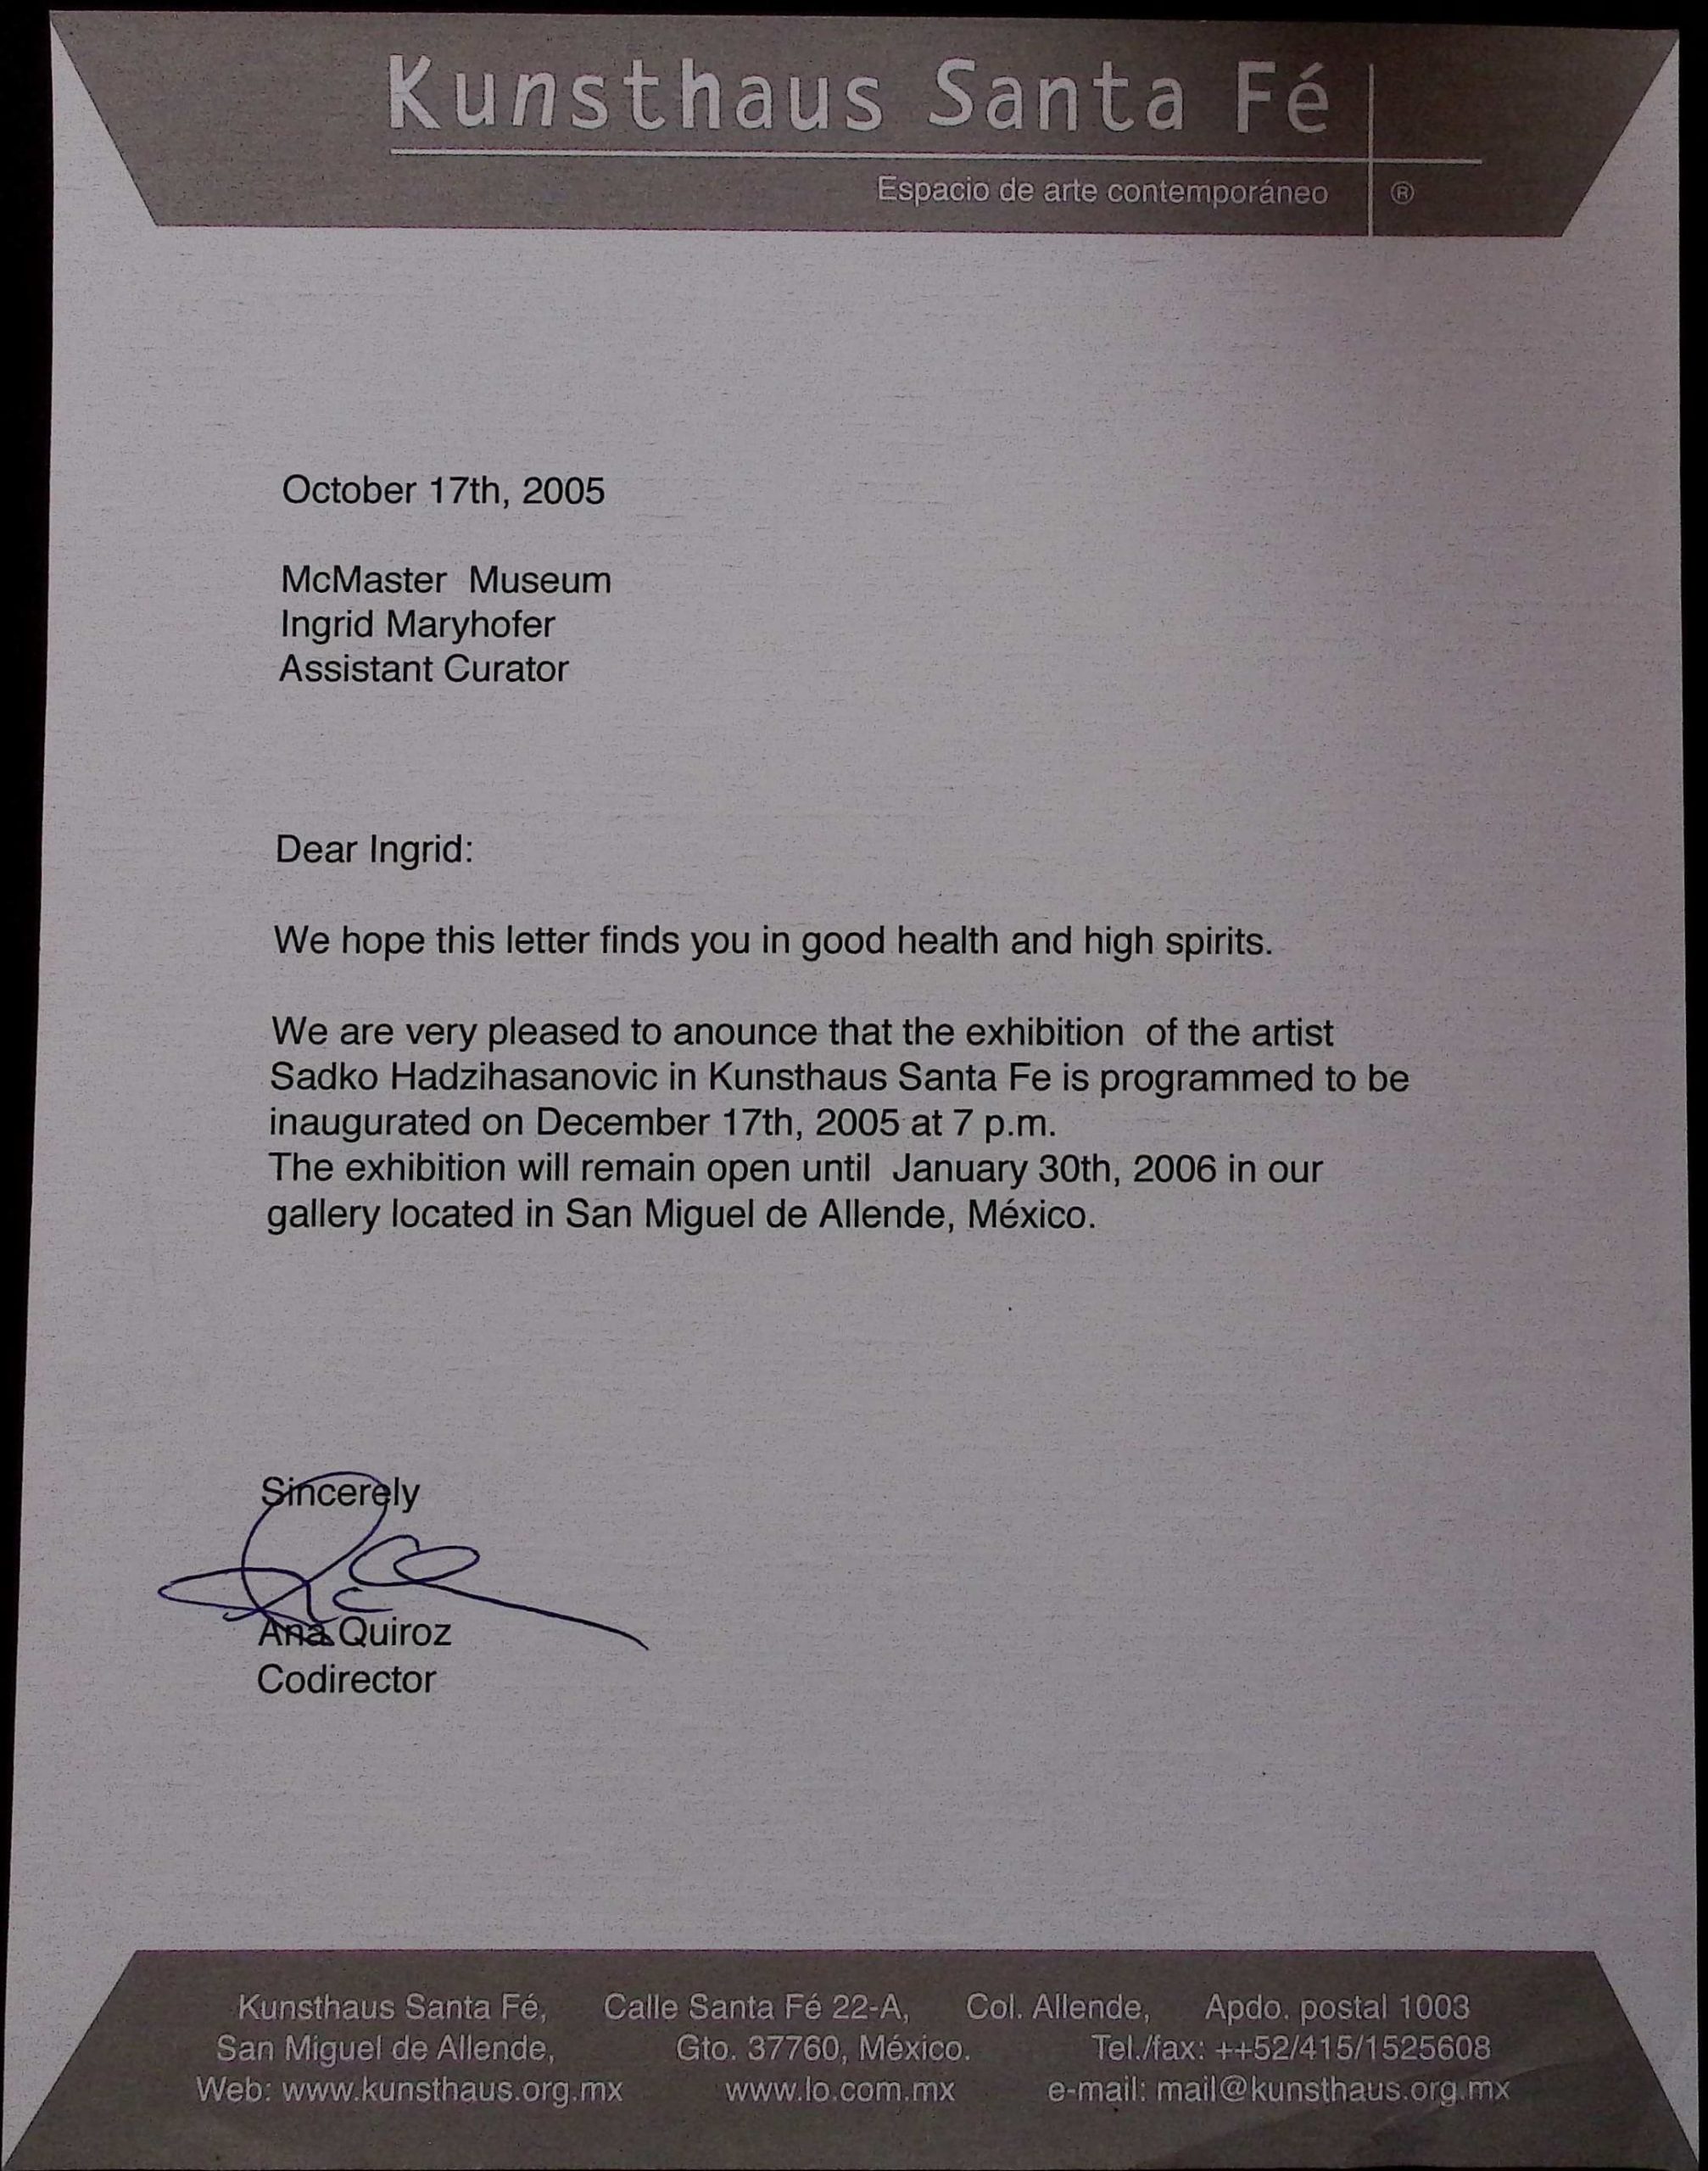 Kunsthaus Santa Fé
Espacio de arte contemporáneo ®
October 17th, 2005
McMaster Museum
Ingrid Maryhofer
Assistant Curator
Dear Ingrid:
We hope this letter finds you in good health and high spirits.
We are very pleased to anounce that the exhibition of the artist
Sadko Hadzihasanovic in Kunsthaus Santa Fe is programmed to be
inaugurated on December 17th, 2005 at 7 p.m.
The exhibition will remain open until January 30th, 2006 in our
gallery located in San Miguel de Allende, México.
Sincerely
Ana Quiroz
Codirector
Kunsthaus Santa Fé, Calle Santa Fé 22-A, Col. Allende, Apdo. postal 1003
San Miguel de Allende, Gto. 37760, México. Tel./fax: ++52/415/1525608
Web: www.kunsthaus.org.mx www.lo.com.mx e-mail: mail@kunsthaus.org.mx